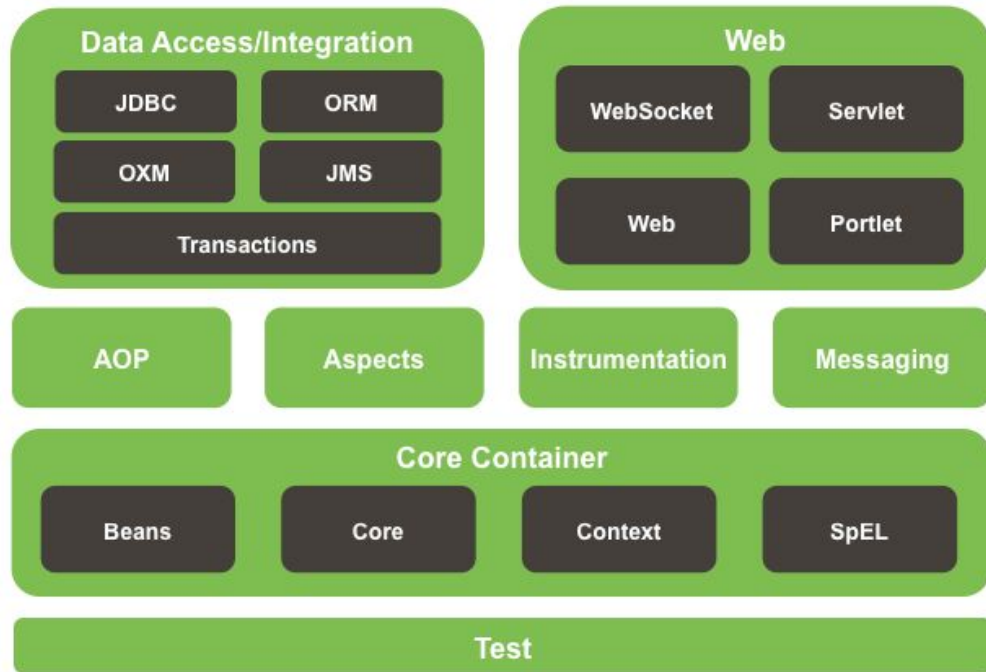 Data Access/Integration
JDBC
ORM
OXM
JMS
Transactions
Web
WebSocket
Servlet
Web
Portlet
AOP
Aspects
Instrumentation
Messaging
Core Container
Beans
Core
Context
SpEL
Test